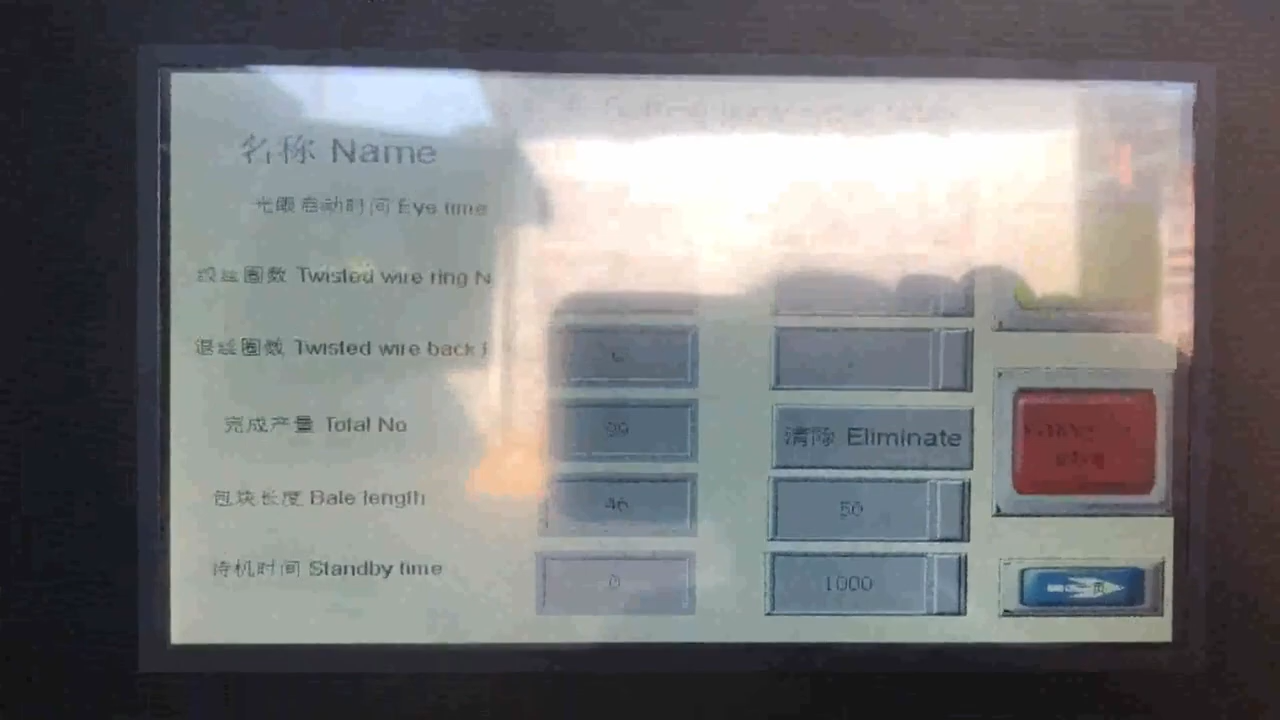 名称 Name
光眼启动时间 Eye time
绞丝圈数 Twisted wire ring N
退丝圈数 Twisted wire back
完成产量 Total No 99 清除 Eliminate
包块长度 Bale length 46 50
待机时间 Standby time 0 1000